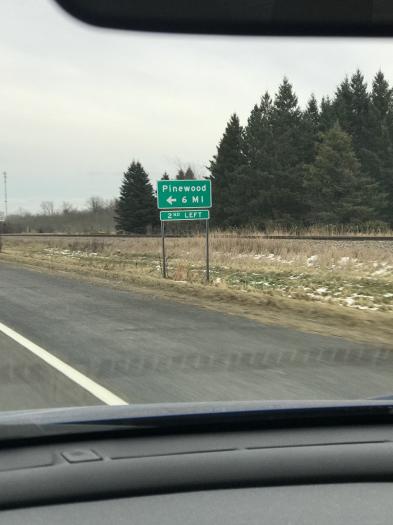 Pinewood
← 6 MI
2ND LEFT